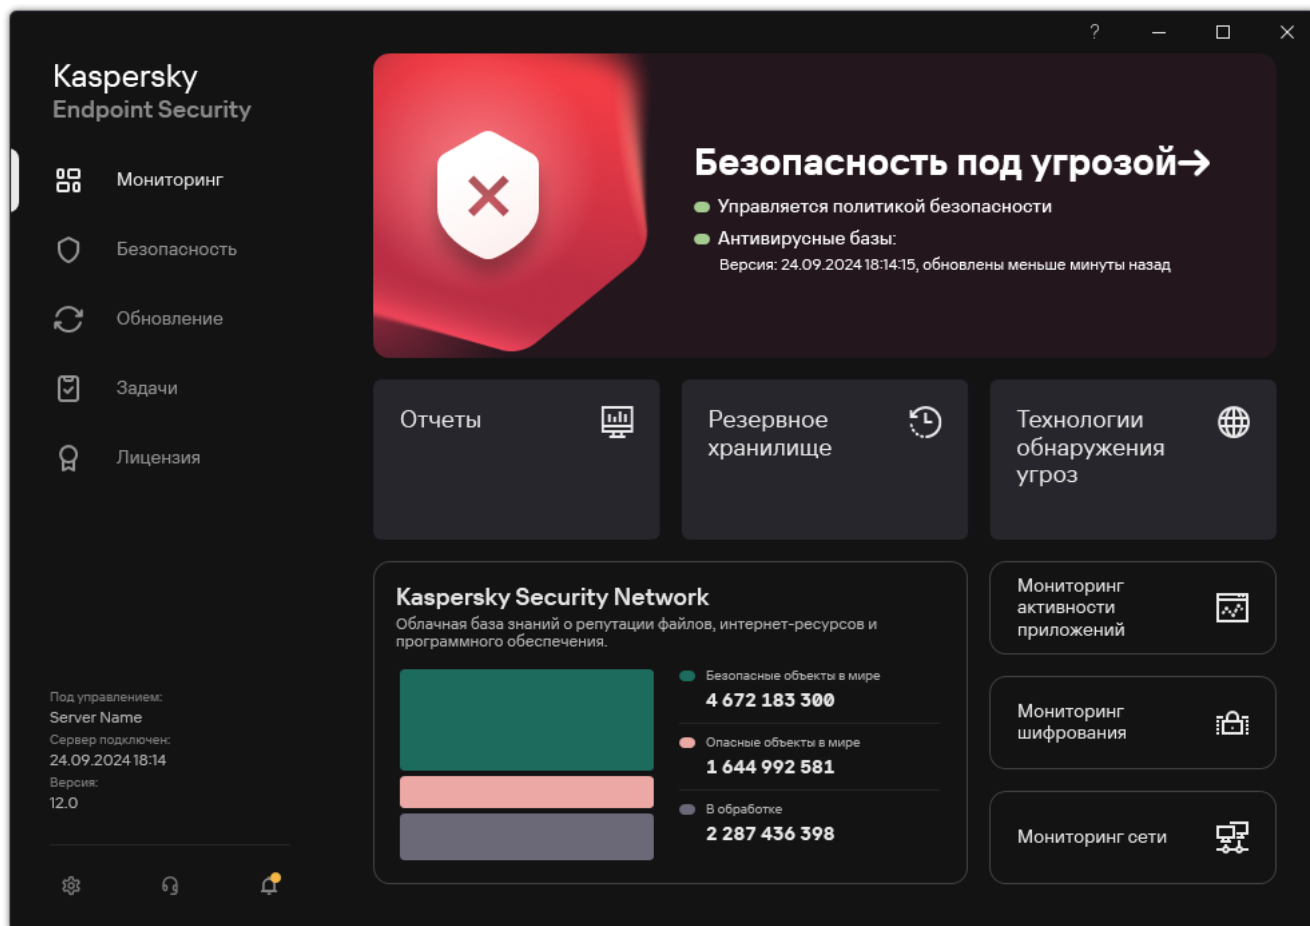 ?
Kaspersky
Endpoint Security
Мониторинг
Безопасность
Обновление
Задачи
Лицензия
Под управлением:
Server Name
Сервер подключен:
24.09.2024 18:14
Версия:
12.0
Безопасность под угрозой→
Управляется политикой безопасности
Антивирусные базы:
Версия: 24.09.2024 18:14:15, обновлены меньше минуты назад
Отчеты
Резервное
хранилище
Технологии
обнаружения
угроз
Kaspersky Security Network
Облачная база знаний о репутации файлов, интернет-ресурсов и
программного обеспечения.
Безопасные объекты в мире
4 672 183 300
Опасные объекты в мире
1 644 992 581
В обработке
2 287 436 398
Мониторинг
активности
приложений
Мониторинг
шифрования
Мониторинг сети